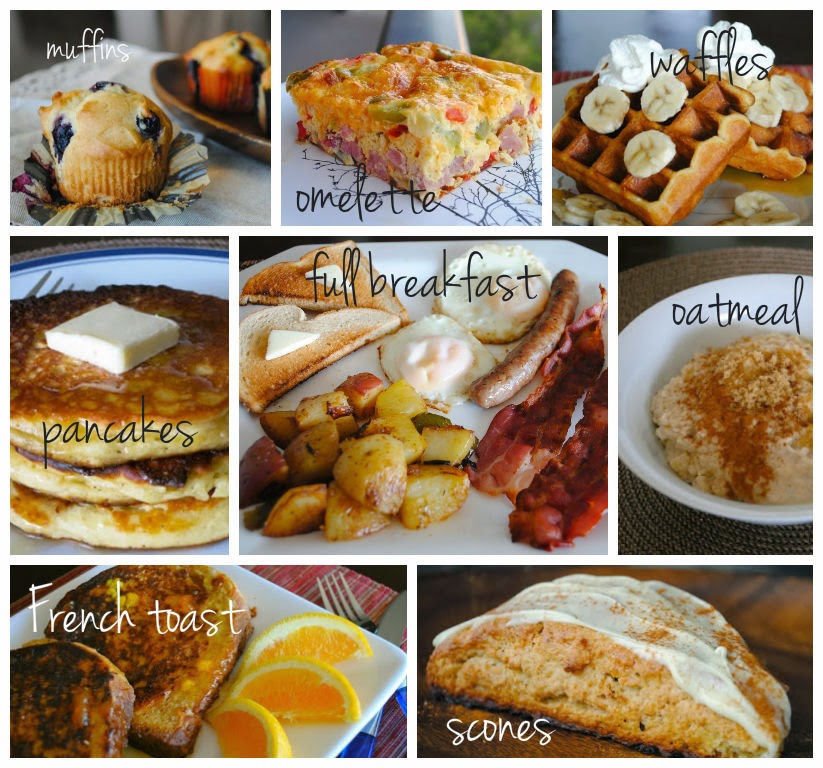 muffins
omelette
waffles
pancakes
full breakfast
oatmeal
French toast
scones